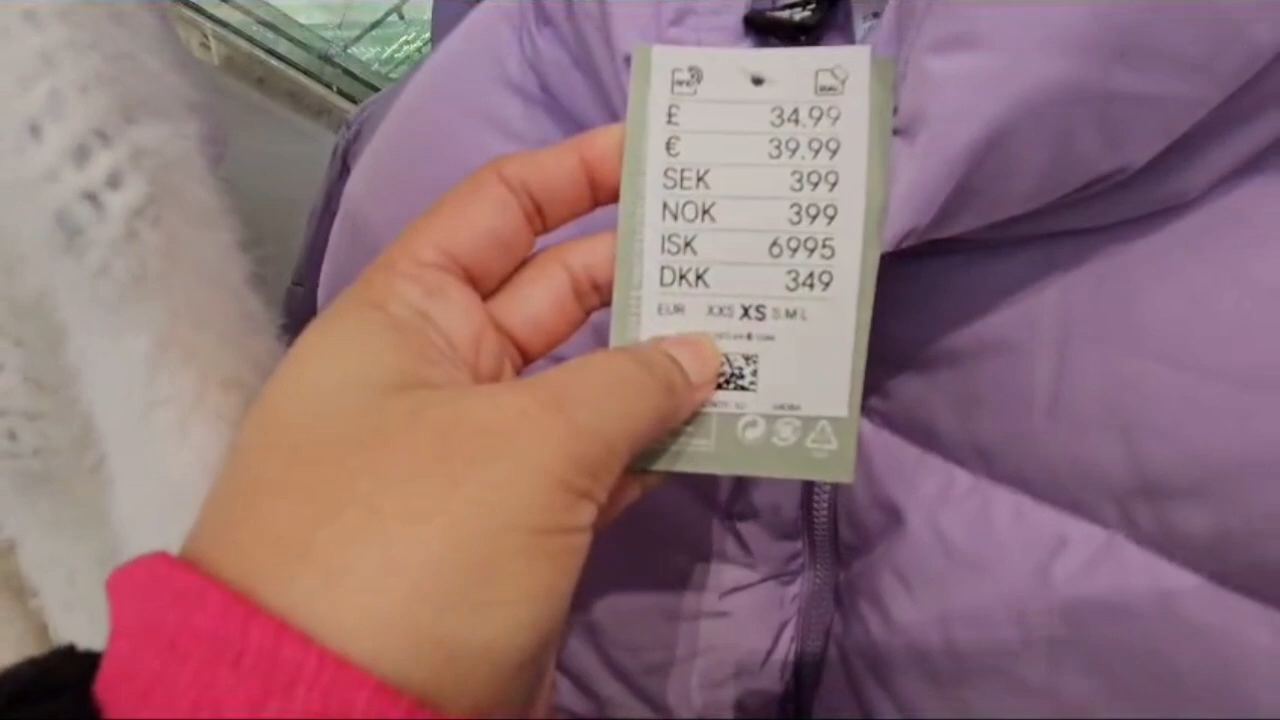 £ 34.99
€ 39.99
SEK 399
NOK 399
ISK 6995
DKK 349
EUR XXS XS S M L